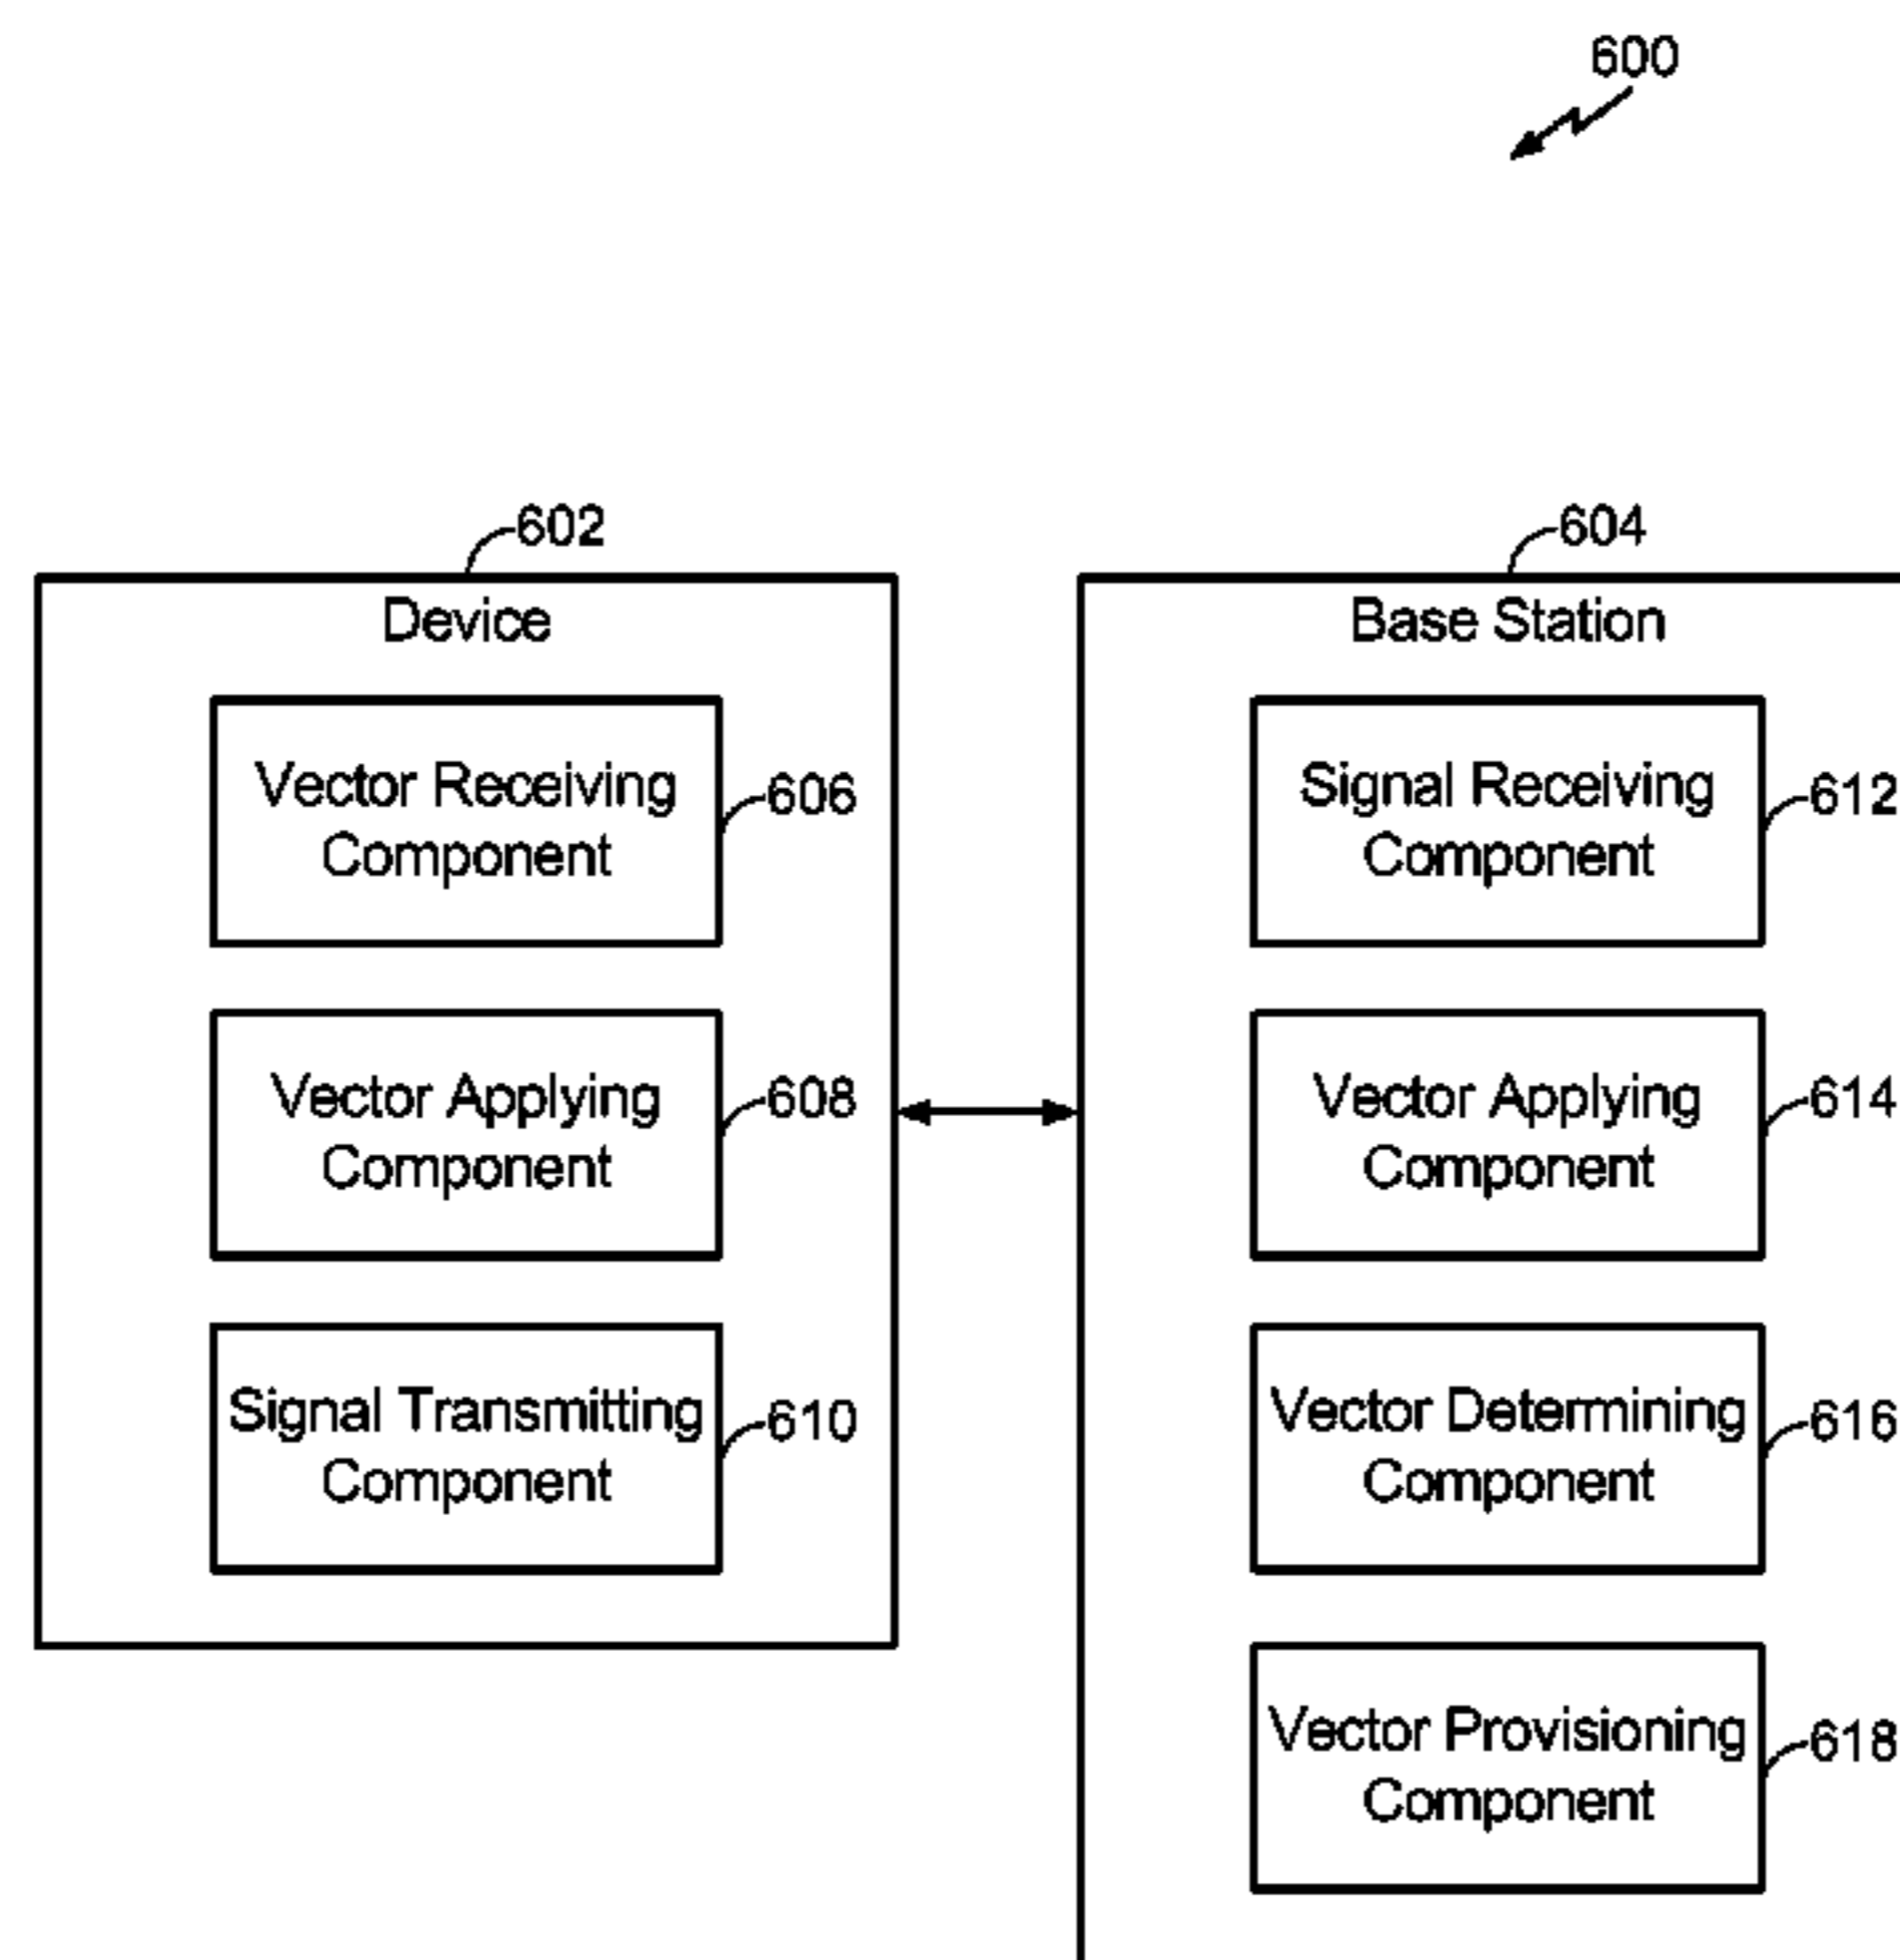 600
602
Device
Vector Receiving
Component
606
Vector Applying
Component
608
Signal Transmitting
Component
610
604
Base Station
Signal Receiving
Component
612
Vector Applying
Component
614
Vector Determining
Component
616
Vector Provisioning
Component
618